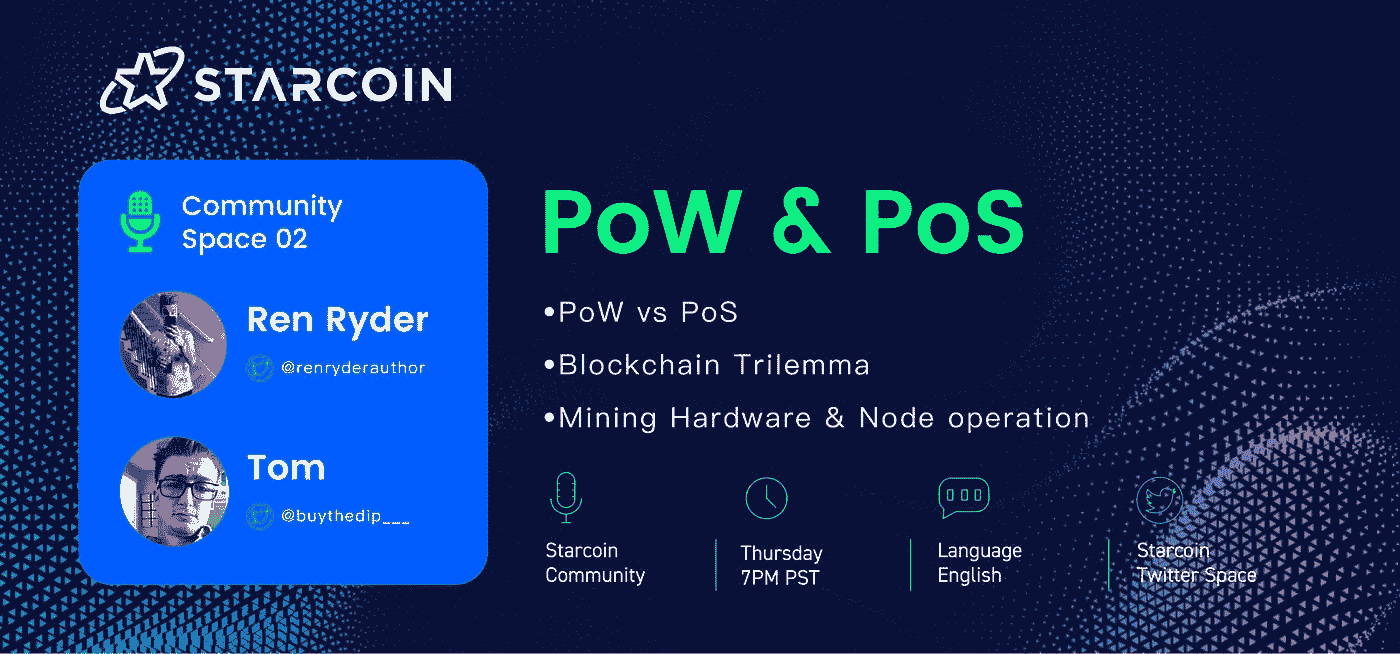 STARCOIN
Community
Space 02
Ren Ryder
@renryderauthor
Tom
@buythedip___
PoW & PoS
•PoW vs PoS
•Blockchain Trilemma
•Mining Hardware & Node operation
Starcoin
Community
Thursday
7PM PST
Language
English
Starcoin
Twitter Space